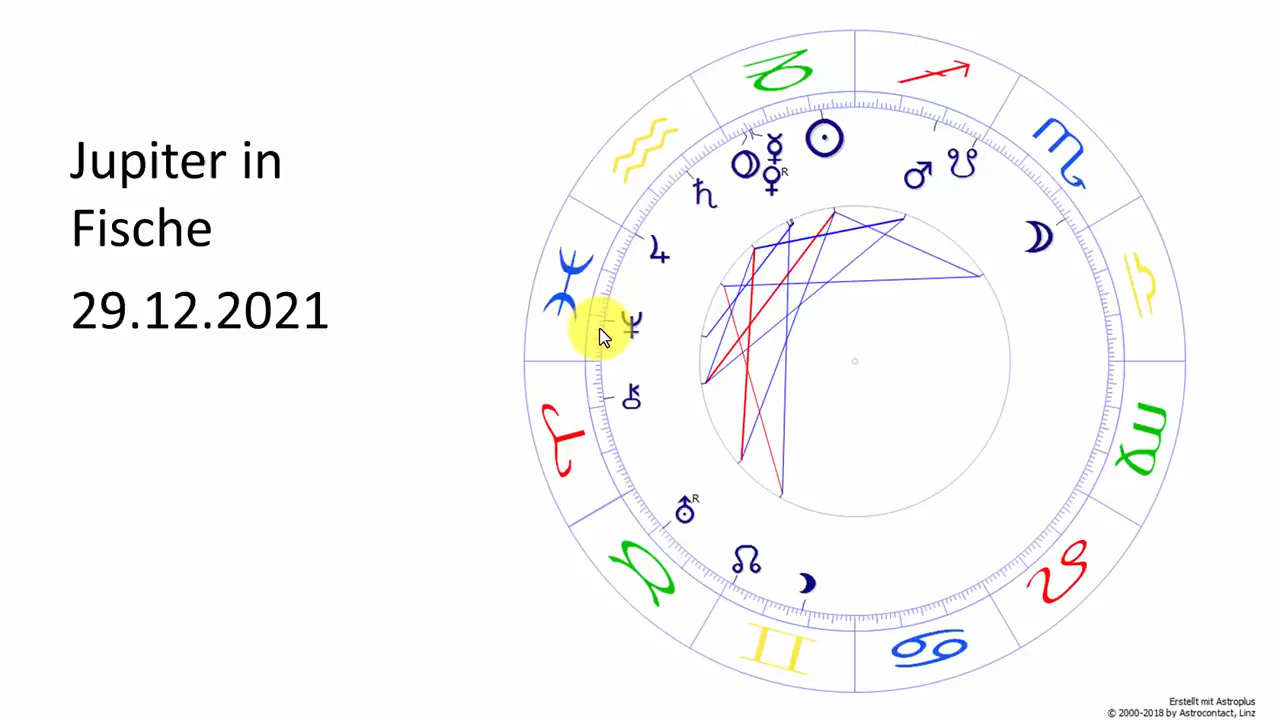 Jupiter in
Fische
29.12.2021
R
R
Erstellt mit Astroplus
© 2000-2018 by Astrocontact, Linz